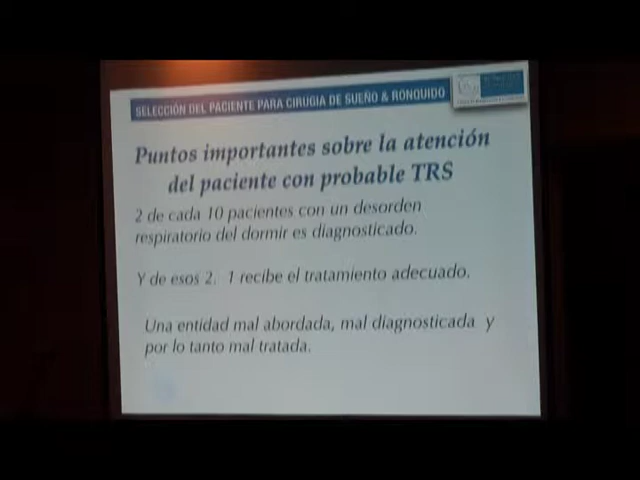 SELECCIÓN DEL PACIENTE PARA CIRUGIA DE SUEÑO & RONQUIDO
Puntos importantes sobre la atención
del paciente con probable TRS
2 de cada 10 pacientes con un desorden
respiratorio del dormir es diagnosticado.
Y de esos 2, 1 recibe el tratamiento adecuado.
Una entidad mal abordada, mal diagnosticada y
por lo tanto mal tratada.